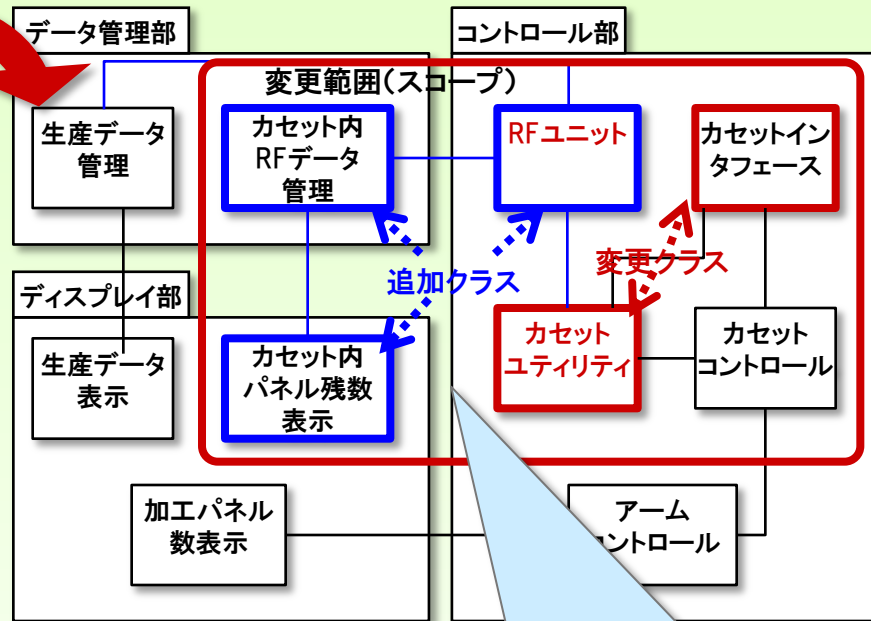 データ管理部
コントロール部
変更範囲(スコープ)
生産データ
管理
カセット内
RFデータ
管理
RFユニット
カセットイン
タフェース
追加クラス
変更クラス
ディスプレイ部
生産データ
表示
カセット内
パネル残数
表示
カセット
ユティリティ
カセット
コントロール
加工パネル
数表示
アーム
ントロール